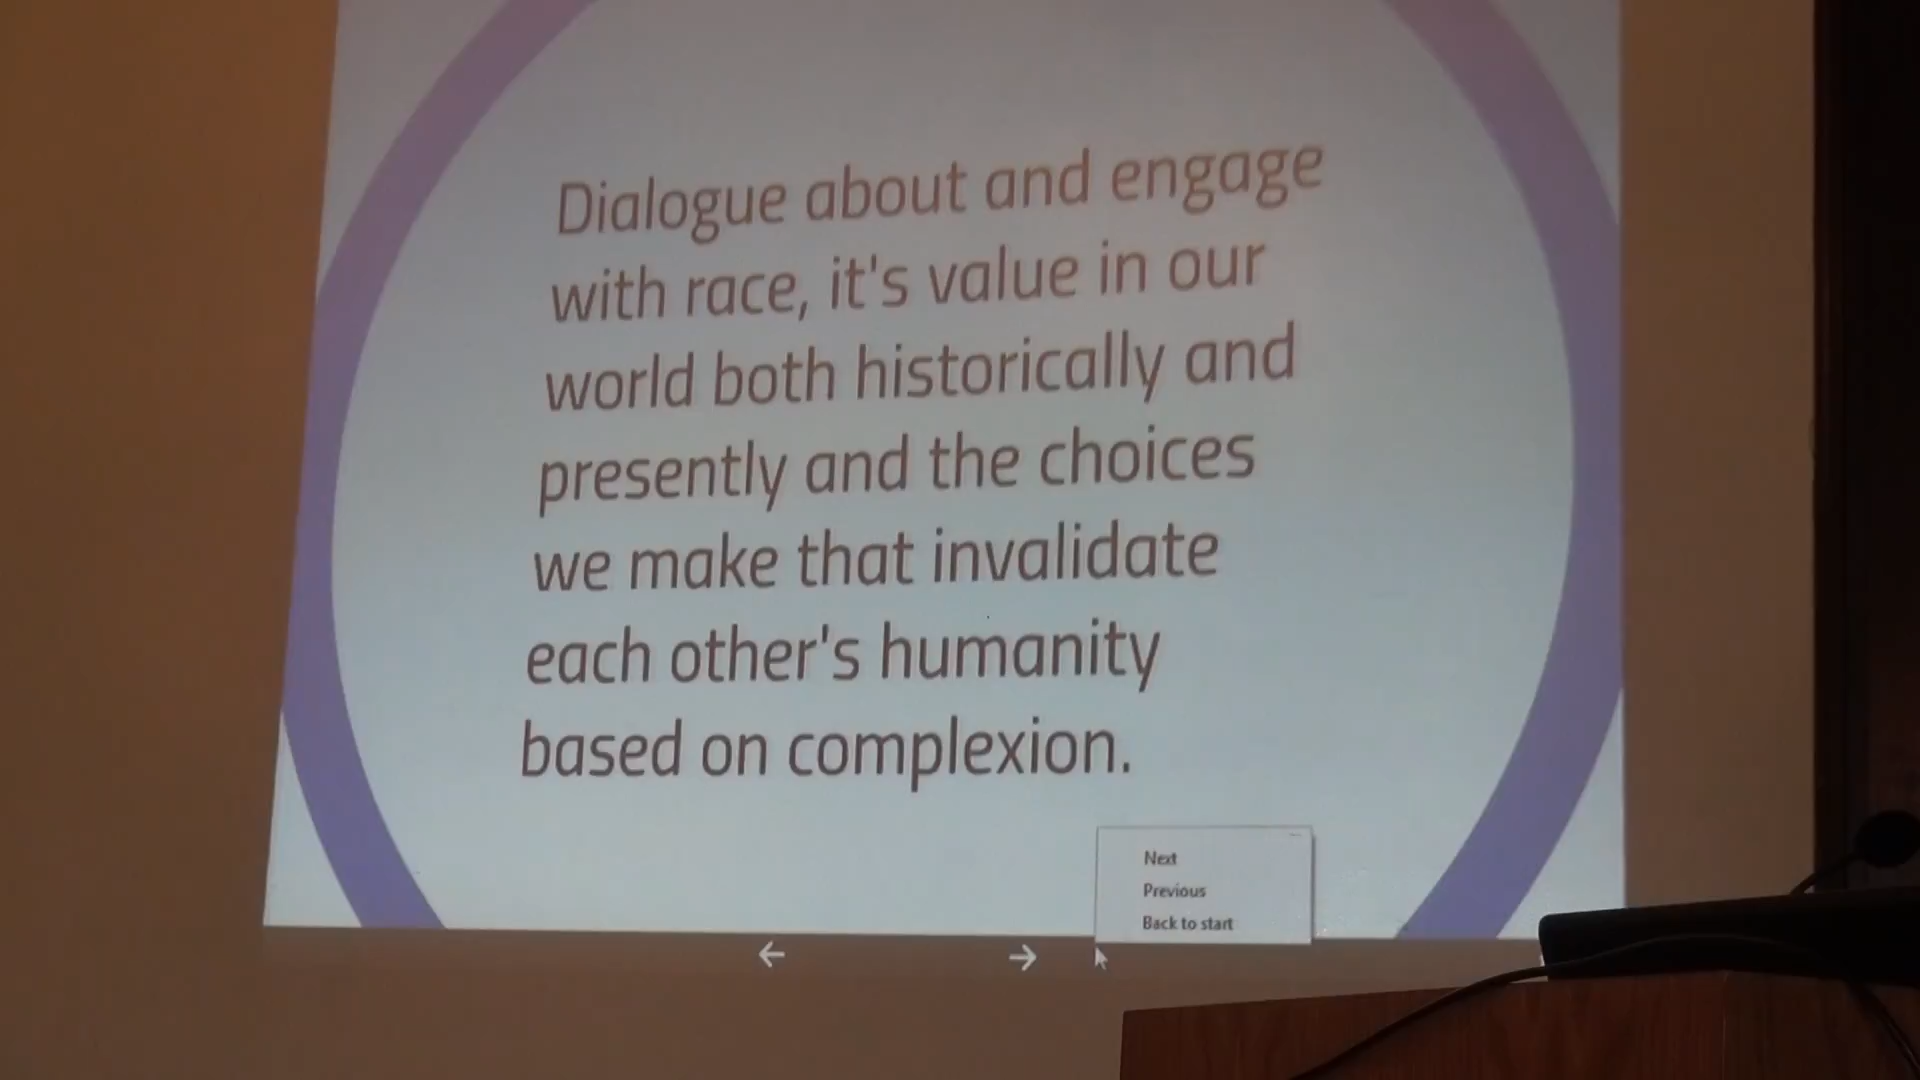 Dialogue about and engage
with race, it's value in our
world both historically and
presently and the choices
we make that invalidate
each other's humanity
based on complexion.
Next
Previous
Back to start